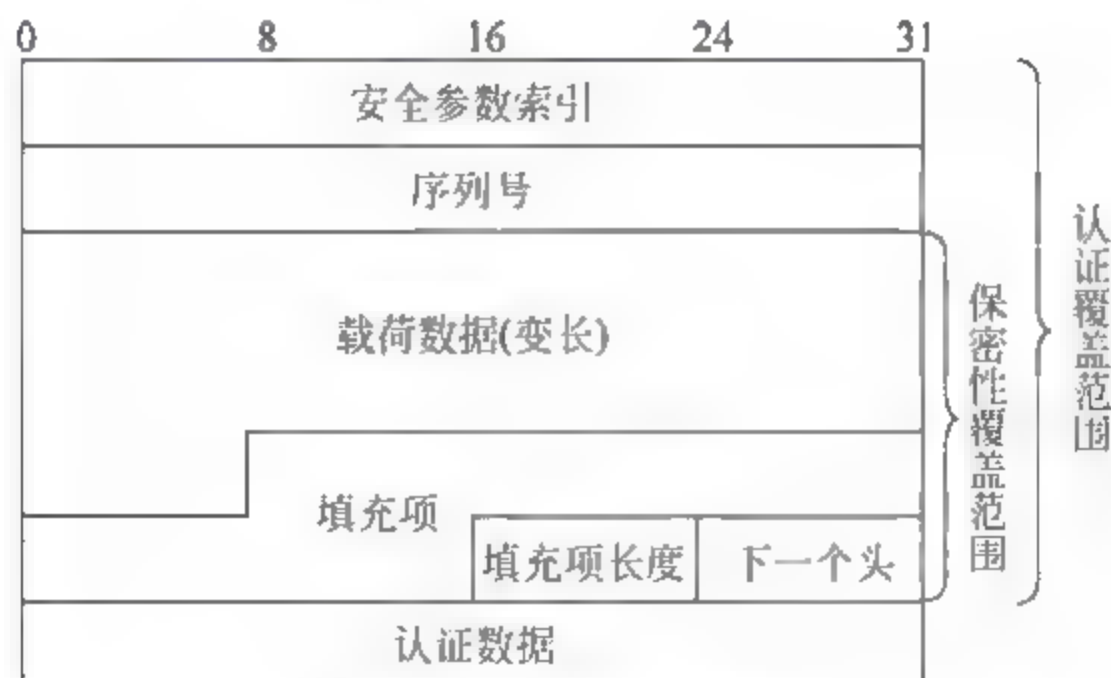 0 8 16 24 31
安全参数索引
序列号
载荷数据(变长)
填充项
填充项长度 下一个头
认证数据
保密性覆盖范围
认证覆盖范围